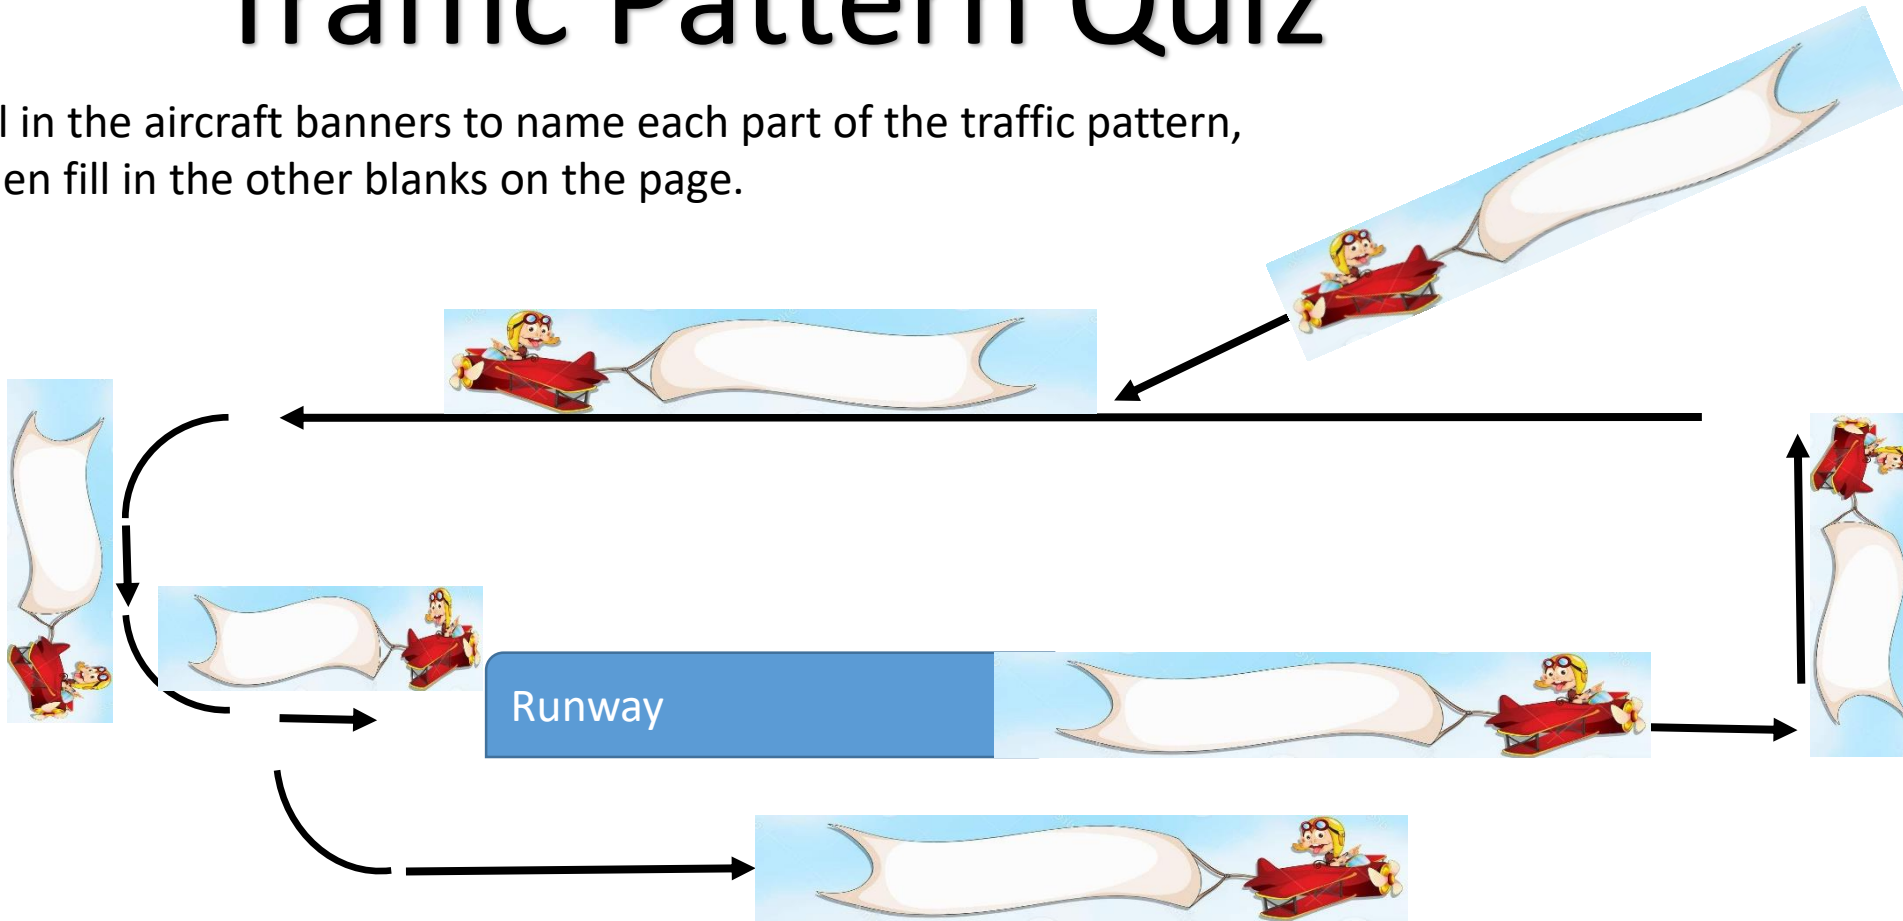 Traffic Pattern Quiz
in the aircraft banners to name each part of the traffic pattern,
fill in the other blanks on the page.
Runway